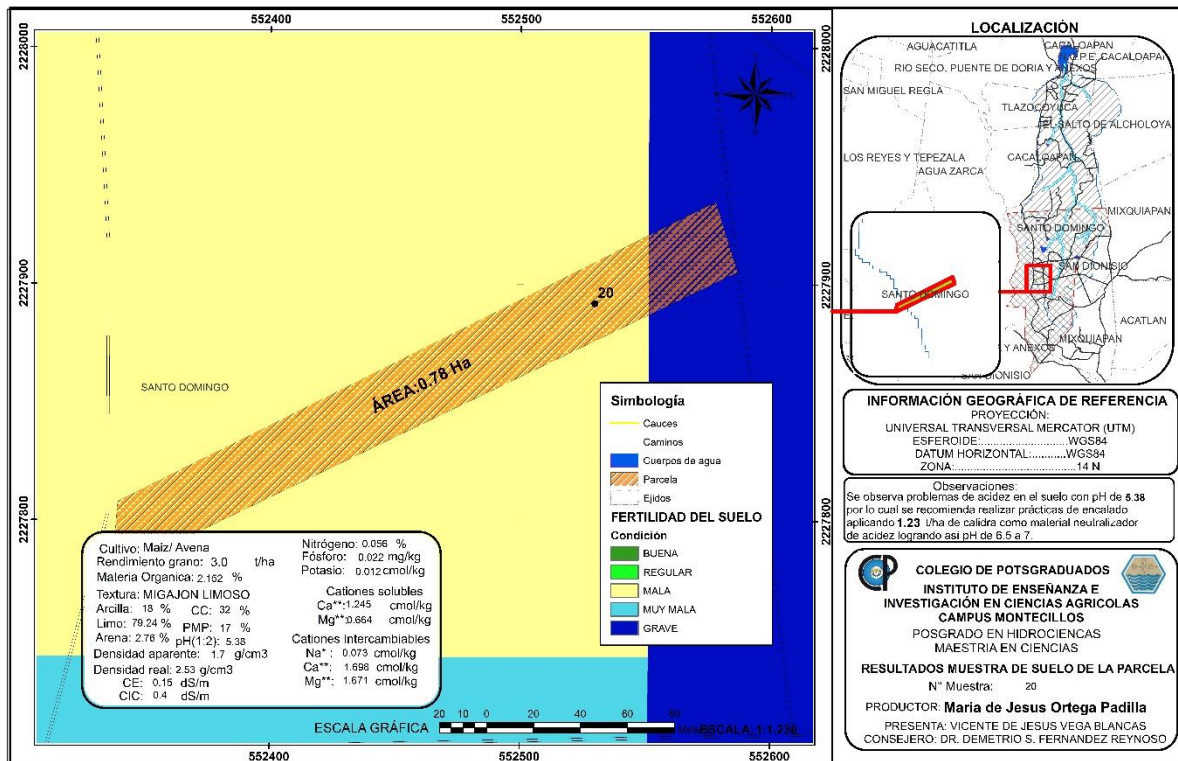 552400
552500
552600
2228000
2227900
2227800
2228000
2227900
2227800
552400
552500
552600
20
ÁREA:0.78 Ha
SANTO DOMINGO
Simbología
Cauces
Caminos
Cuerpos de agua
Parcela
Ejidos
FERTILIDAD DEL SUELO
Condición
BUENA
REGULAR
MALA
MUY MALA
GRAVE
Cultivo: Maiz/ Avena
Rendimiento grano: 3.0 t/ha
Materia Organica: 2.152 %
Textura: MIGAJON LIMOSO
Arcilla: 18 % CC: 32 %
Limo: 79.24 % PMP: 17 %
Arena: 2.76 % pH(1:2): 5.38
Densidad aparente: 1.7 g/cm3
Densidad real: 2.53 g/cm3
CE: 0.15 dS/m
CIC: 0.4 dS/m
Nitrógeno: 0.056 %
Fósforo: 0.022 mg/kg
Potasio: 0.012 cmol/kg
Cationes solubles
Ca⁺⁺: 1.245 cmol/kg
Mg⁺⁺: 0.664 cmol/kg
Cationes Intercambiables
Na⁺: 0.073 cmol/kg
Ca⁺⁺: 1.698 cmol/kg
Mg⁺⁺: 1.671 cmol/kg
ESCALA GRÁFICA
20 10 0 20 40 60
ESCALA: 1:1,230
LOCALIZACIÓN
AGUACATITLA
CACALOAPAN
P.E. CACALOAPAN
RIO SECO, PUENTE DE DORIA Y ANEXOS
SAN MIGUEL REGLA
TLAZOCOYUCA
EL SALTO DE ALCHOLOYA
LOS REYES Y TEPEZALA
CACALOAPAN
AGUA ZARCA
MIXQUIAPAN
SANTO DOMINGO
SAN DIONISIO
SANTO DOMINGO
ACATLAN
MIXQUIAPAN
Y ANEXOS
SAN DIONISIO
INFORMACIÓN GEOGRÁFICA DE REFERENCIA
PROYECCIÓN:
UNIVERSAL TRANSVERSAL MERCATOR (UTM)
ESFEROIDE:......................WGS84
DATUM HORIZONTAL:...........WGS84
ZONA:.....................................14 N
Observaciones:
Se observa problemas de acidez en el suelo con pH de 5.38
por lo cual se recomienda realizar prácticas de encalado
aplicando 1.23 t/ha de calidra como material neutralizador
de acidez logrando así pH de 6.5 a 7.
CP
COLEGIO DE POTSGRADUADOS
INSTITUTO DE ENSEÑANZA E
INVESTIGACIÓN EN CIENCIAS AGRICOLAS
CAMPUS MONTECILLOS
POSGRADO EN HIDROCIENCAS
MAESTRIA EN CIENCIAS
RESULTADOS MUESTRA DE SUELO DE LA PARCELA
N° Muestra: 20
PRODUCTOR: Maria de Jesus Ortega Padilla
PRESENTA: VICENTE DE JESUS VEGA BLANCAS
CONSEJERO: DR. DEMETRIO S. FERNANDEZ REYNOSO